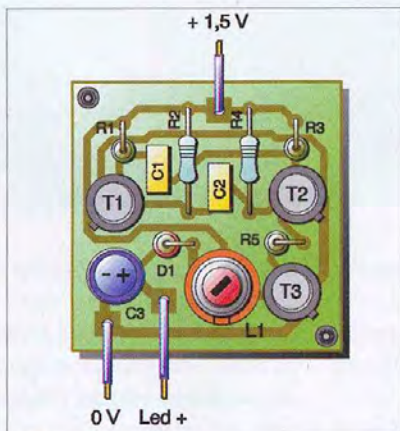 + 1,5 V
R1
R2
R4
R3
C1
C2
T1
T2
D1
R5
- +
C3
L1
T3
0 V
Led +